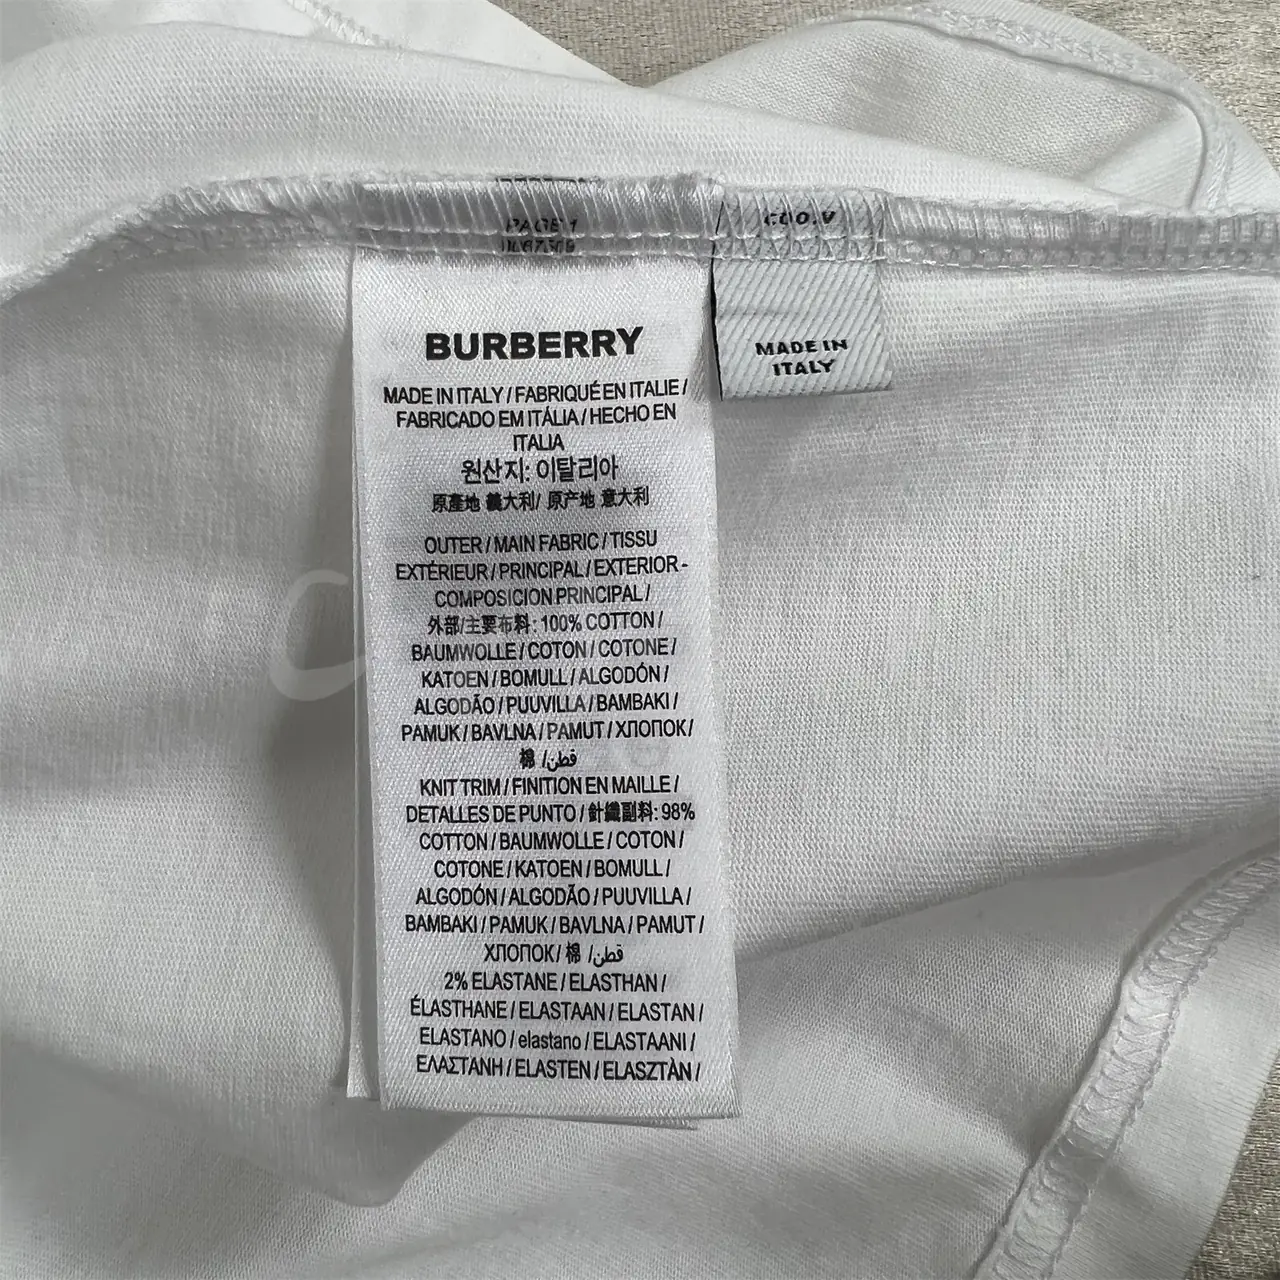 PAGE 1
BURBERRY
MADE IN ITALY / FABRIQUÉ EN ITALIE /
FABRICADO EM ITÁLIA / HECHO EN
ITALIA
원산지: 이탈리아
原產地 義大利/ 原产地 意大利
OUTER / MAIN FABRIC / TISSU
EXTÉRIEUR / PRINCIPAL / EXTERIOR -
COMPOSICION PRINCIPAL /
外部/主要布料: 100% COTTON /
BAUMWOLLE / COTON / COTONE /
KATOEN / BOMULL / ALGODÓN /
ALGODÃO / PUUVILLA / BAMBAKI /
PAMUK / BAVLNA / PAMUT / ХЛОПОК /
棉 /قطن
KNIT TRIM / FINITION EN MAILLE /
DETALLES DE PUNTO / 針織副料: 98%
COTTON / BAUMWOLLE / COTON /
COTONE / KATOEN / BOMULL /
ALGODÓN / ALGODÃO / PUUVILLA /
BAMBAKI / PAMUK / BAVLNA / PAMUT /
ХЛОПОК/ 棉 /قطن
2% ELASTANE / ELASTHAN /
ÉLASTHANE / ELASTAAN / ELASTAN /
ELASTANO / elastano / ELASTAANI /
ΕΛΑΣΤΑΝΗ / ELASTEN / ELASZTÀN /
MADE IN
ITALY